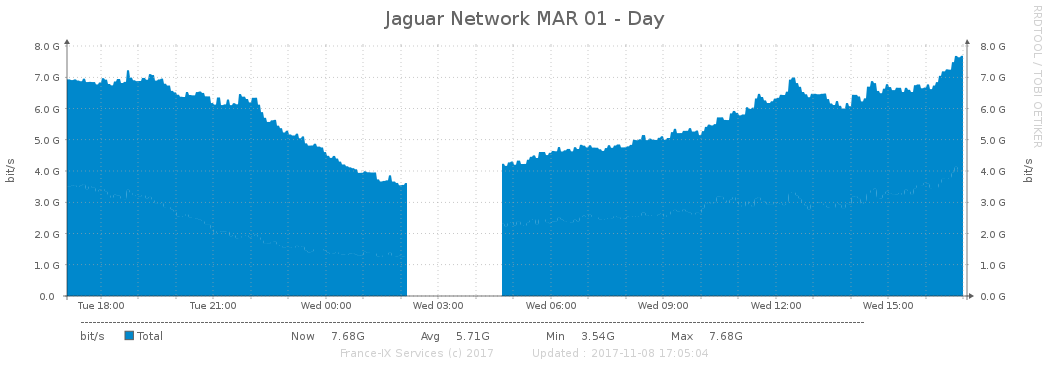 Jaguar Network MAR 01 - Day
RRDTOOL / TOBI OETIKER
8.0 G 8.0 G
7.0 G 7.0 G
6.0 G 6.0 G
5.0 G 5.0 G
4.0 G 4.0 G
3.0 G 3.0 G
2.0 G 2.0 G
1.0 G 1.0 G
0.0 0.0 G
bit/s
bit/s
Tue 18:00 Tue 21:00 Wed 00:00 Wed 03:00 Wed 06:00 Wed 09:00 Wed 12:00 Wed 15:00
bit/s Total Now 7.68G Avg 5.71G Min 3.54G Max 7.68G
France-IX Services (c) 2017 Updated : 2017-11-08 17:05:04